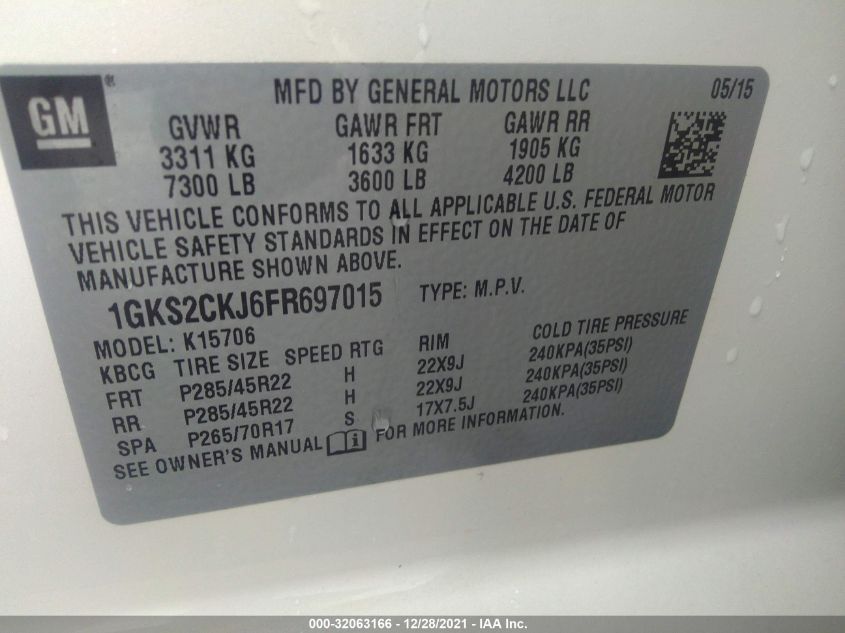 GM ®
MFD BY GENERAL MOTORS LLC 05/15
GVWR GAWR FRT GAWR RR
3311 KG 1633 KG 1905 KG
7300 LB 3600 LB 4200 LB
THIS VEHICLE CONFORMS TO ALL APPLICABLE U.S. FEDERAL MOTOR
VEHICLE SAFETY STANDARDS IN EFFECT ON THE DATE OF
MANUFACTURE SHOWN ABOVE.
1GKS2CKJ6FR697015 TYPE: M.P.V.
MODEL: K15706
KBCG TIRE SIZE SPEED RTG RIM COLD TIRE PRESSURE
FRT P285/45R22 H 22X9J 240KPA(35PSI)
RR P285/45R22 H 22X9J 240KPA(35PSI)
SPA P265/70R17 S 17X7.5J 240KPA(35PSI)
SEE OWNER'S MANUAL i FOR MORE INFORMATION.
000-32063166 - 12/28/2021 - IAA Inc.